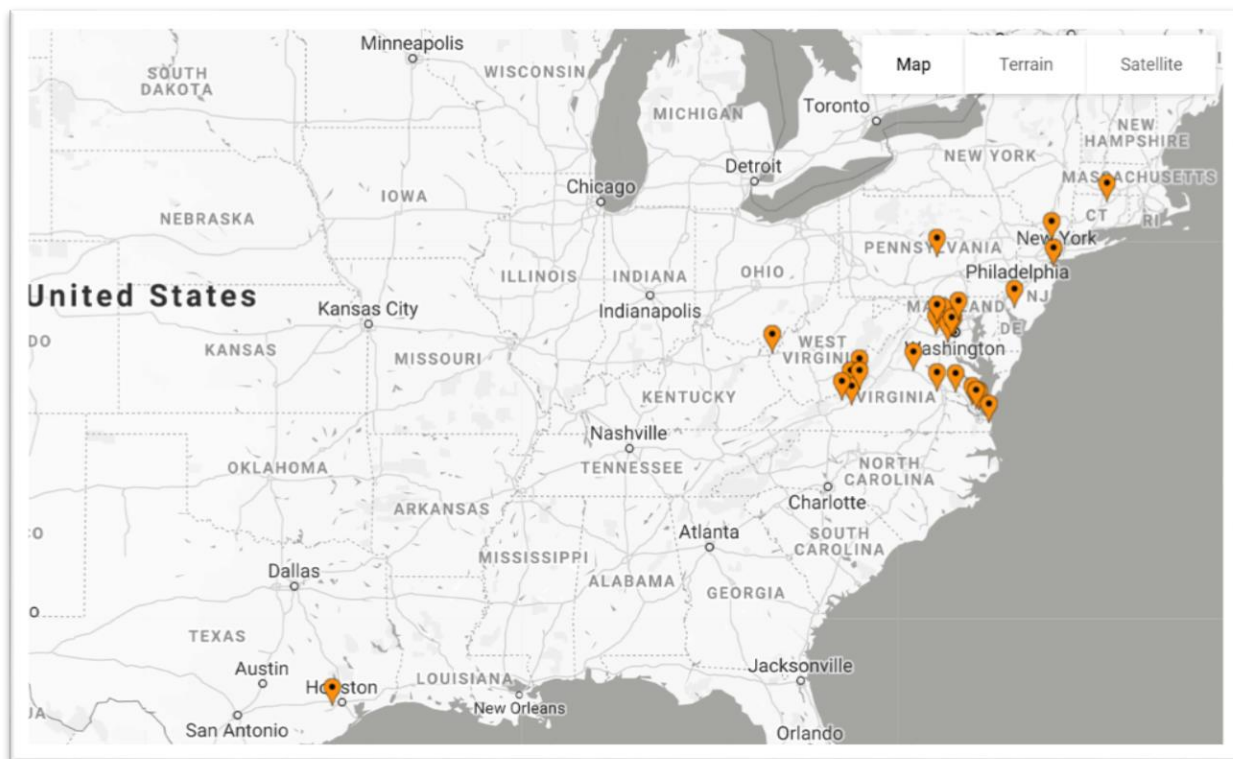 Minneapolis
SOUTH
DAKOTA
WISCONSIN
MICHIGAN
Toronto
Map
Terrain
Satellite
NEW
HAMPSHIRE
NEW YORK
MASSACHUSETTS
Detroit
Chicago
IOWA
NEBRASKA
CT
RI
New York
PENNSYLVANIA
Philadelphia
ILLINOIS
INDIANA
OHIO
United States
Indianapolis
NJ
MARYLAND
DE
Kansas City
Washington
WEST
VIRGINIA
KANSAS
MISSOURI
KENTUCKY
VIRGINIA
Nashville
TENNESSEE
OKLAHOMA
NORTH
CAROLINA
Charlotte
ARKANSAS
Atlanta
SOUTH
CAROLINA
MISSISSIPPI
ALABAMA
GEORGIA
Dallas
TEXAS
Austin
Houston
LOUISIANA
Jacksonville
New Orleans
San Antonio
Orlando